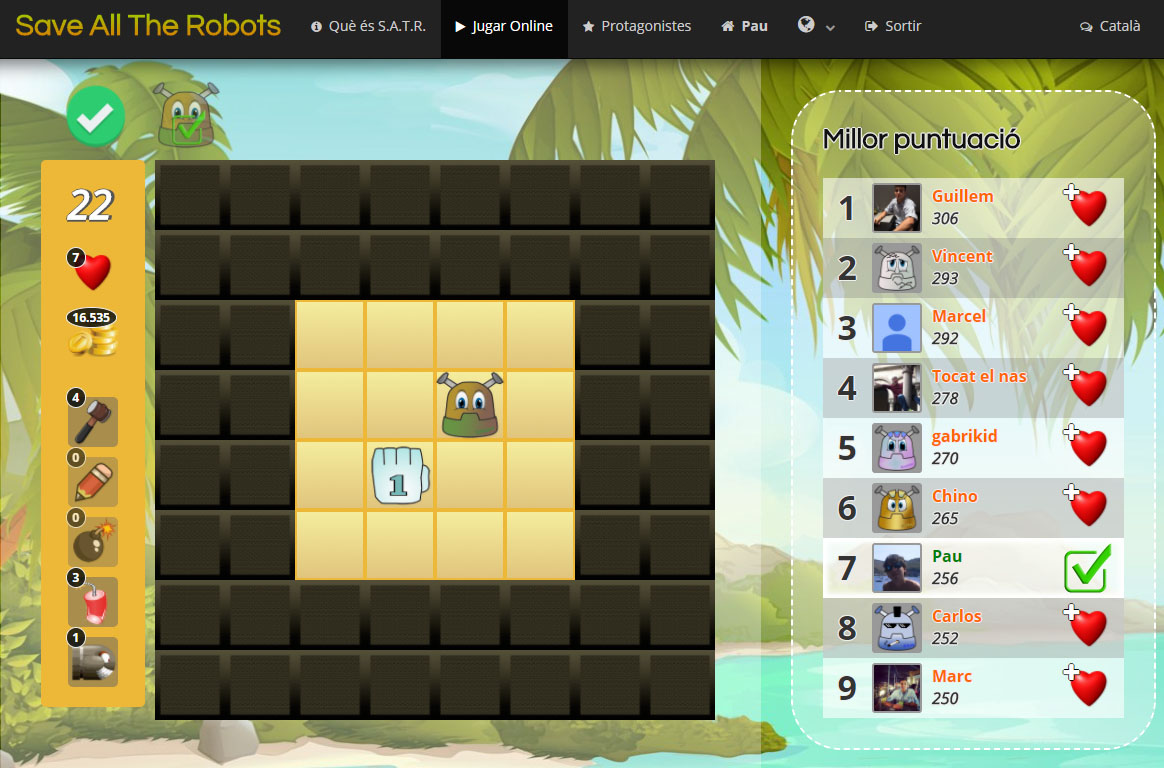 Save All The Robots
Què és S.A.T.R.
Jugar Online
Protagonistes
Pau
Sortir
Català
22
7
16.535
4
0
0
3
1
1
Millor puntuació
1 Guillem
306
2 Vincent
293
3 Marcel
292
4 Tocat el nas
278
5 gabrikid
270
6 Chino
265
7 Pau
256
8 Carlos
252
9 Marc
250